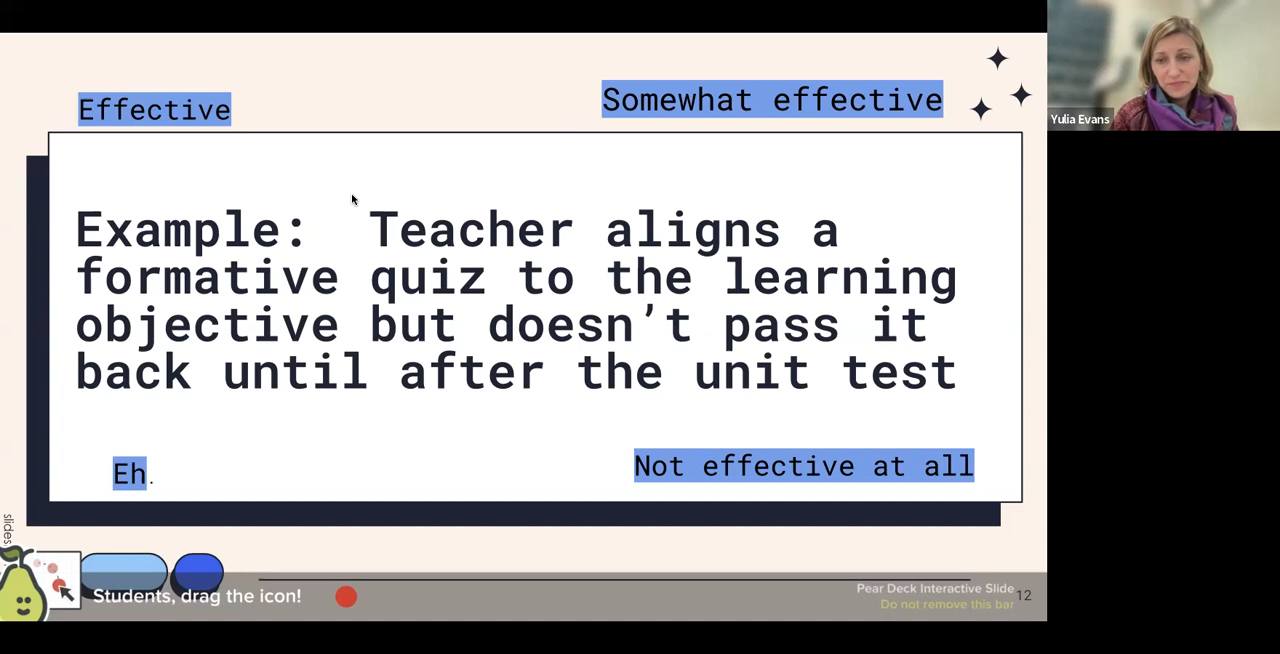 Effective
Somewhat effective
Yulia Evans
Example:  Teacher aligns a
formative quiz to the learning
objective but doesn’t pass it
back until after the unit test
Eh.
Not effective at all
slides
Students, drag the icon!
Pear Deck Interactive Slide
Do not remove this bar
12